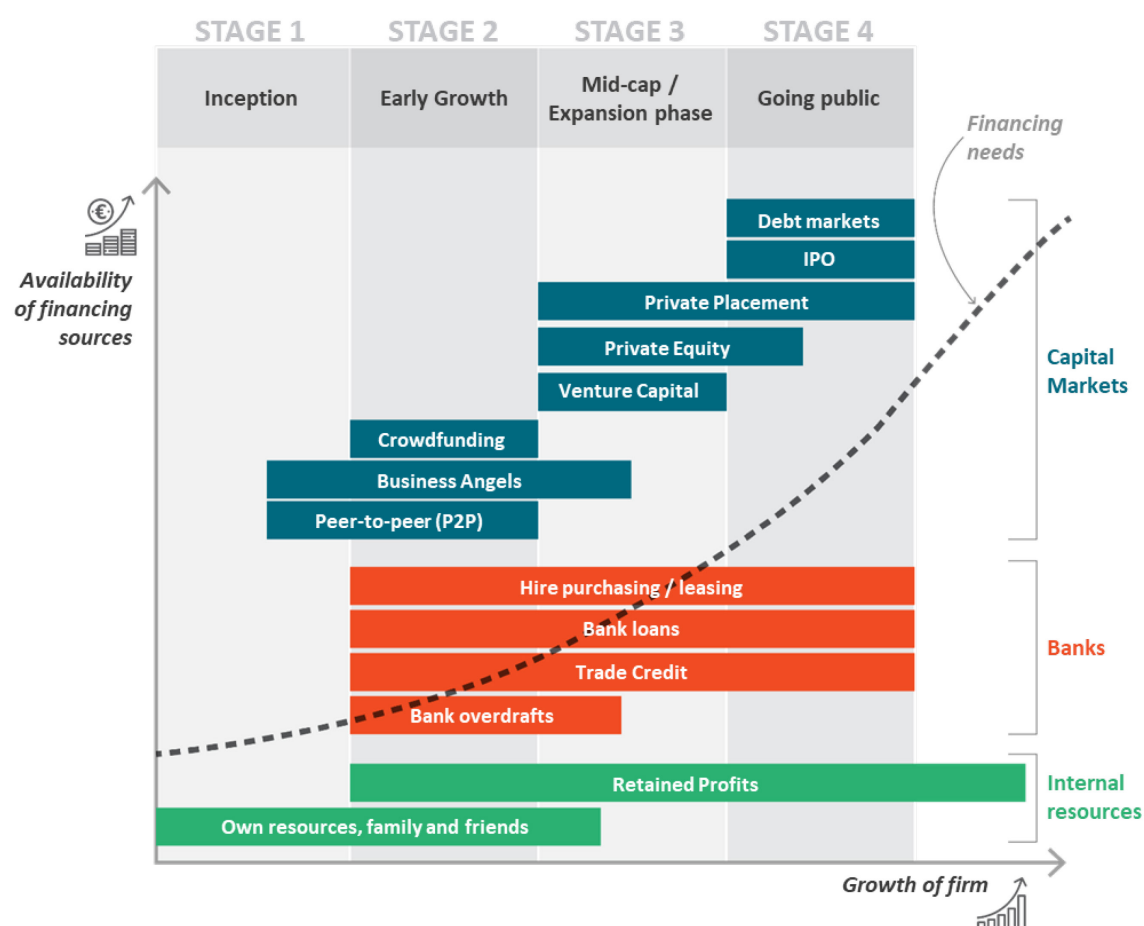 STAGE 1 STAGE 2 STAGE 3 STAGE 4
Inception
Early Growth
Mid-cap /
Expansion phase
Going public
Financing
needs
€
Availability
of financing
sources
Debt markets
IPO
Private Placement
Private Equity
Venture Capital
Crowdfunding
Business Angels
Peer-to-peer (P2P)
Capital
Markets
Hire purchasing / leasing
Bank loans
Trade Credit
Bank overdrafts
Banks
Retained Profits
Own resources, family and friends
Internal
resources
Growth of firm